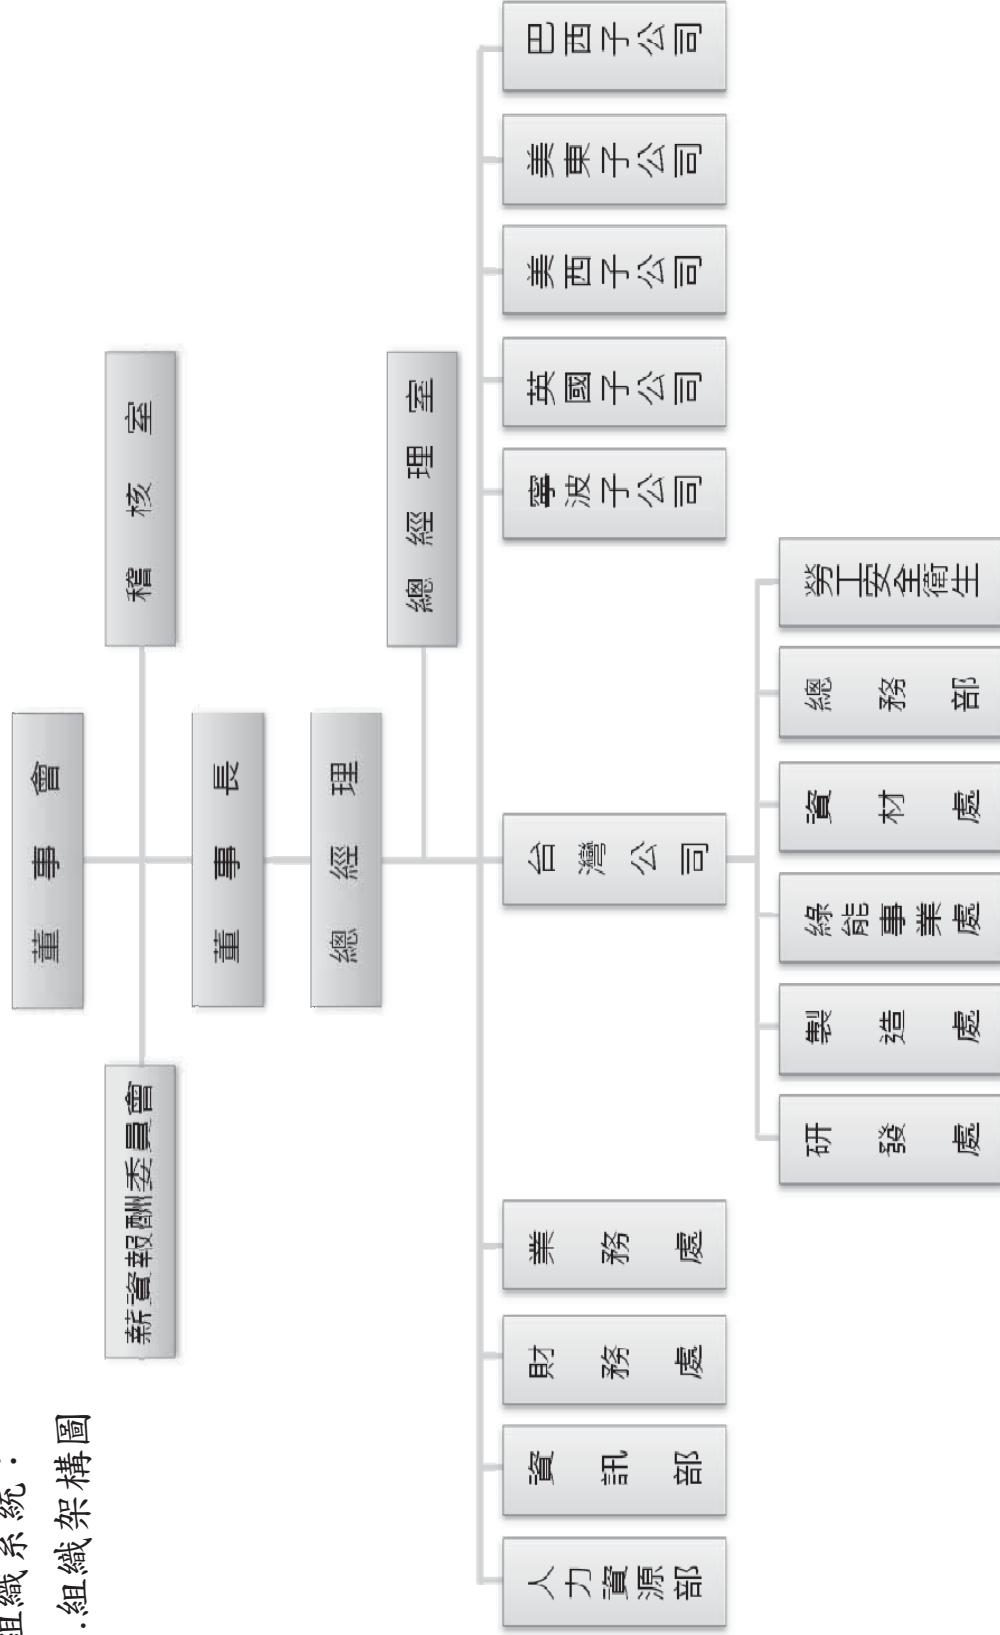 組織系統：
.組織架構圖
董事會
薪資報酬委員會
稽核室
董事長
總經理
總經理室
人力資源部
資訊部
財務處
業務處
台灣公司
寧波子公司
英國子公司
美西子公司
美東子公司
巴西子公司
研發處
製造處
綠能事業處
資材處
總務部
勞工安全衛生